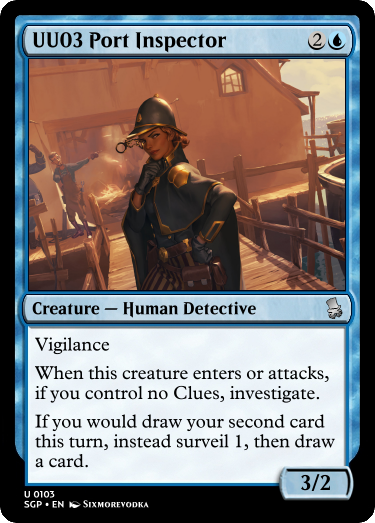 UU03 Port Inspector
2
Creature — Human Detective
Vigilance
When this creature enters or attacks,
if you control no Clues, investigate.
If you would draw your second card
this turn, instead surveil 1, then draw
a card.
3/2
U 0103
SGP • EN SIXMOREVODKA